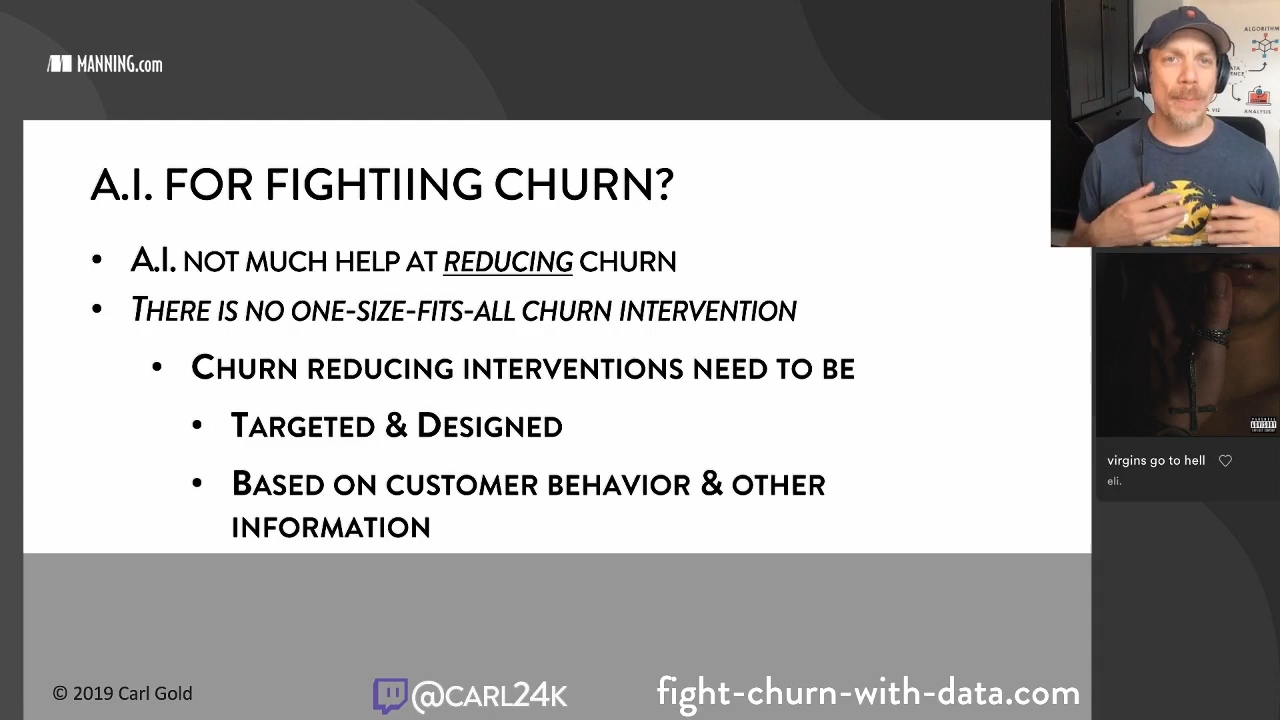 MANNING.com
A.I. FOR FIGHTIING CHURN?
• A.I. NOT MUCH HELP AT REDUCING CHURN
• THERE IS NO ONE-SIZE-FITS-ALL CHURN INTERVENTION
• CHURN REDUCING INTERVENTIONS NEED TO BE
• TARGETED & DESIGNED
• BASED ON CUSTOMER BEHAVIOR & OTHER
INFORMATION
ALGORITHM
ANALYSIS
virgins go to hell
eli.
© 2019 Carl Gold
@CARL24K
fight-churn-with-data.com